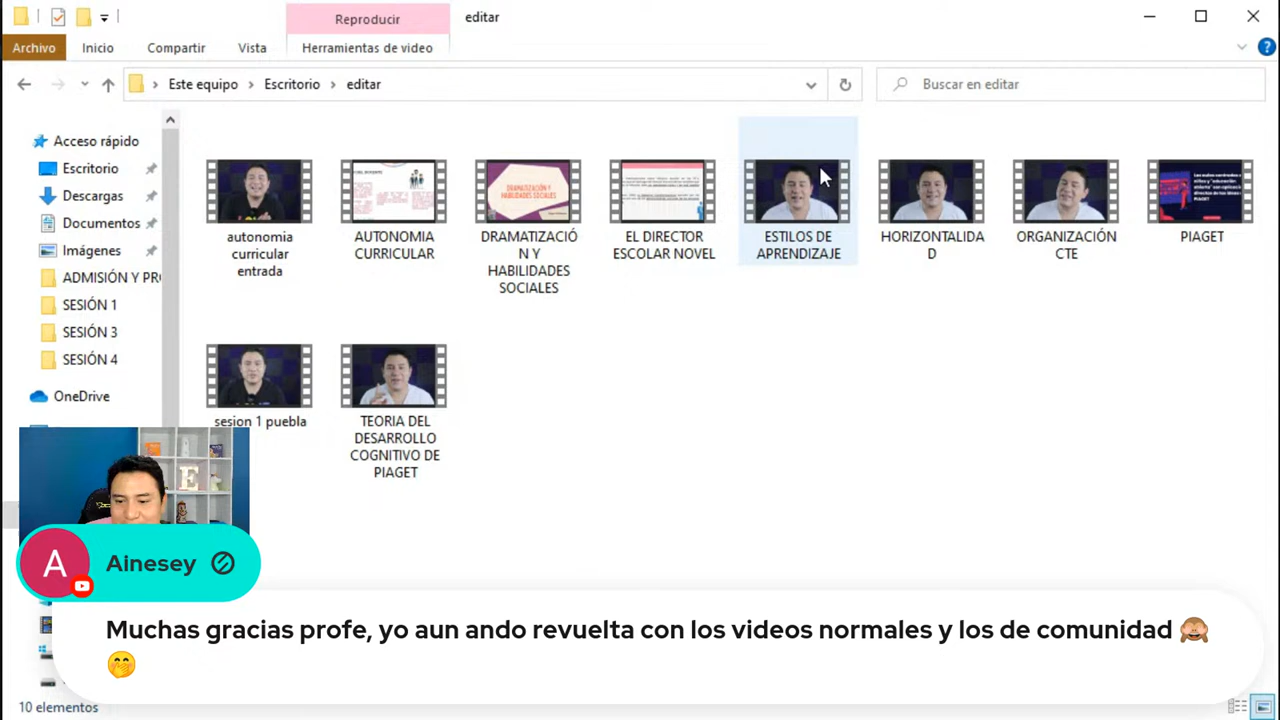 Reproducir
editar
Archivo
Inicio
Compartir
Vista
Herramientas de video
Este equipo
Escritorio
editar
Buscar en editar
Acceso rápido
Escritorio
Descargas
Documentos
Imágenes
ADMISIÓN Y PR
SESIÓN 1
SESIÓN 3
SESIÓN 4
OneDrive
autonomia
curricular
entrada
AUTONOMIA
CURRICULAR
DRAMATIZACIÓ
N Y
HABILIDADES
SOCIALES
EL DIRECTOR
ESCOLAR NOVEL
ESTILOS DE
APRENDIZAJE
HORIZONTALIDA
D
ORGANIZACIÓN
CTE
PIAGET
DRAMATIZACIÓN Y
HABILIDADES SOCIALES
PIAGET
sesion 1 puebla
TEORIA DEL
DESARROLLO
COGNITIVO DE
PIAGET
E
A
Ainesey
Muchas gracias profe, yo aun ando revuelta con los videos normales y los de comunidad 🙈
🤭
10 elementos